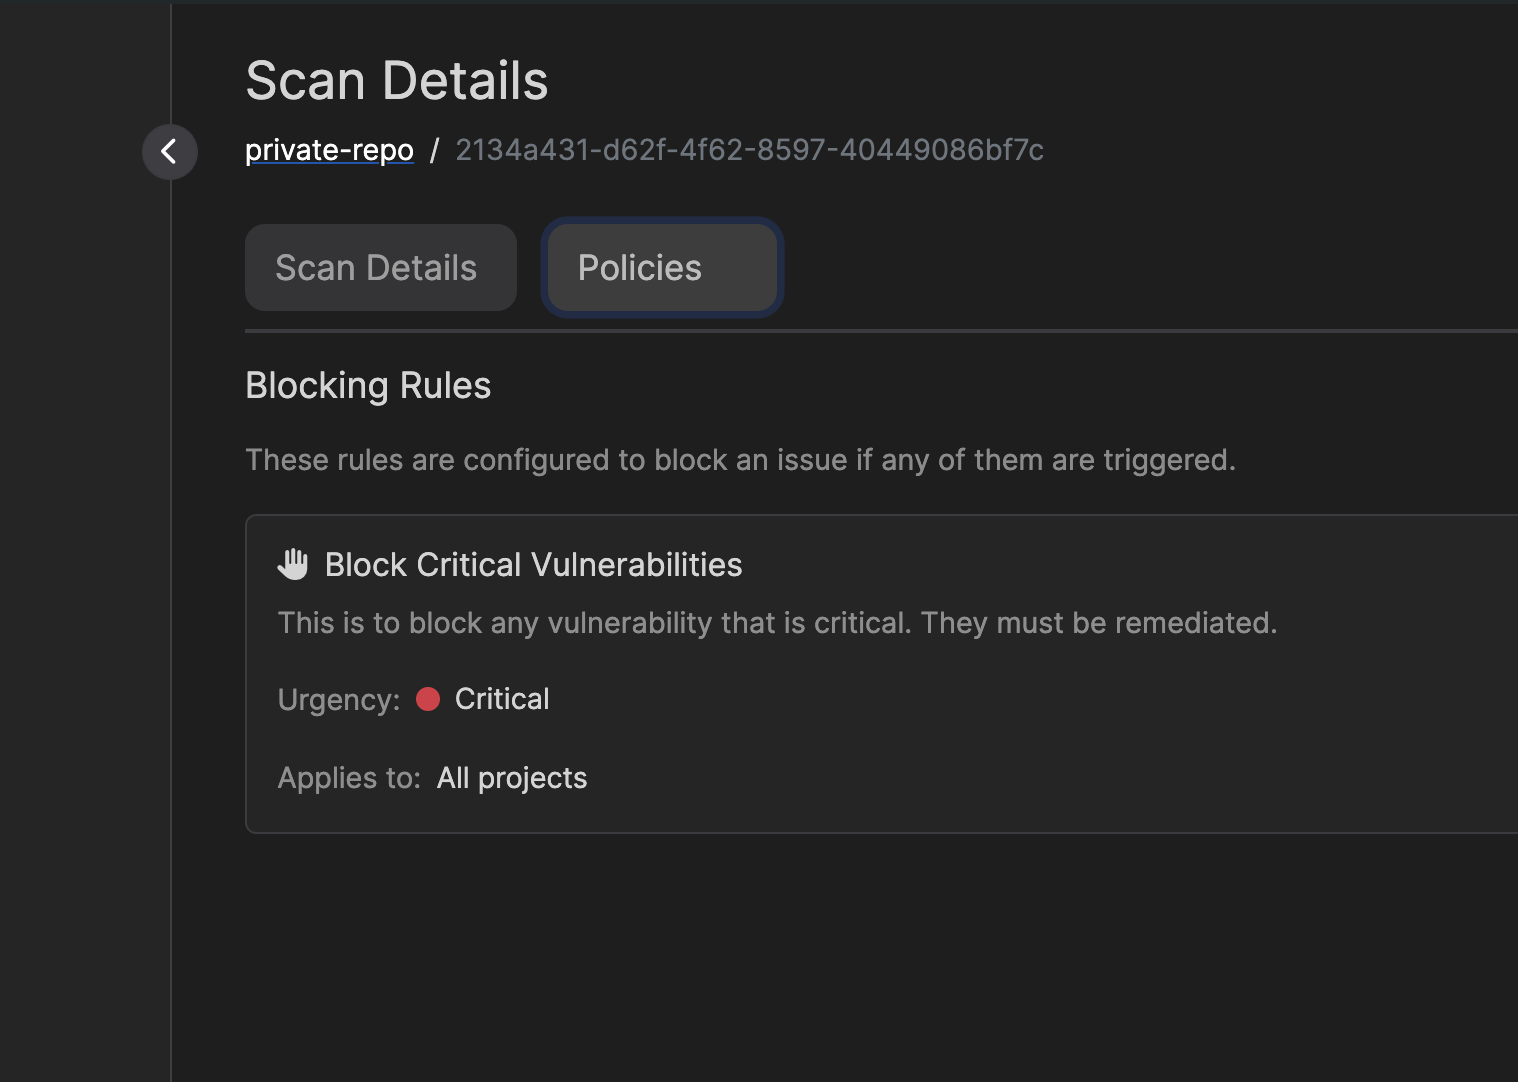 Scan Details
private-repo / 2134a431-d62f-4f62-8597-40449086bf7c
Scan Details Policies
Blocking Rules
These rules are configured to block an issue if any of them are triggered.
Block Critical Vulnerabilities
This is to block any vulnerability that is critical. They must be remediated.
Urgency: Critical
Applies to: All projects